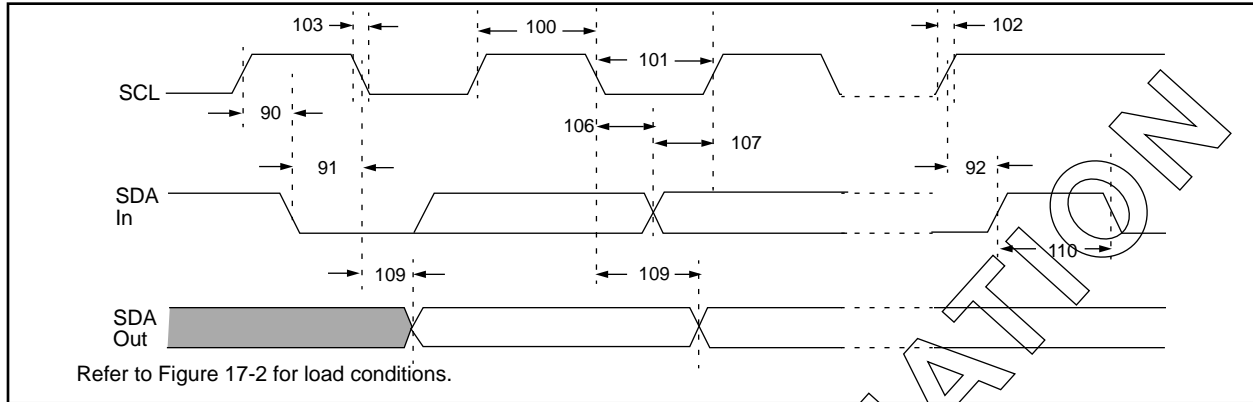 103
100
101
102
SCL
90
106
107
91
92
SDA
In
110
109
109
SDA
Out
Refer to Figure 17-2 for load conditions.
ATION